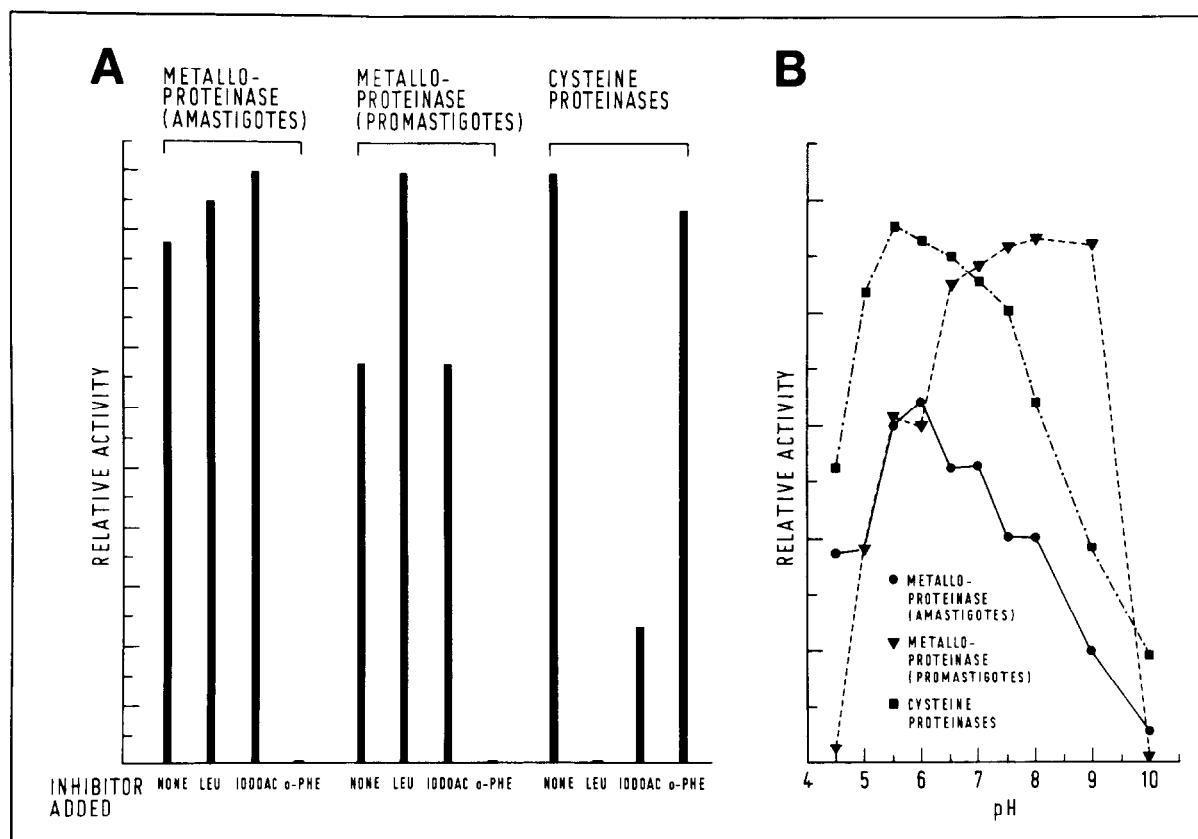 A
METALLO-
PROTEINASE
(AMASTIGOTES)
METALLO-
PROTEINASE
(PROMASTIGOTES)
CYSTEINE
PROTEINASES
RELATIVE ACTIVITY
INHIBITOR
ADDED
NONE LEU IODOAC o-PHE NONE LEU IODOAC o-PHE NONE LEU IODOAC o-PHE
B
RELATIVE ACTIVITY
METALLO-
PROTEINASE
(AMASTIGOTES)
METALLO-
PROTEINASE
(PROMASTIGOTES)
CYSTEINE
PROTEINASES
4 5 6 7 8 9 10
pH